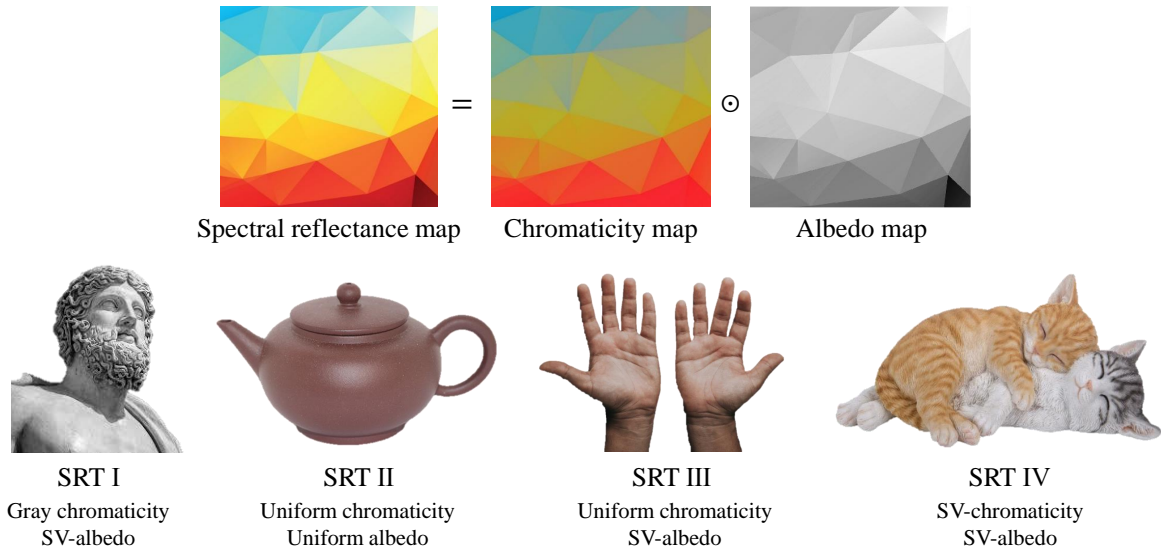 =
⊙
Spectral reflectance map
Chromaticity map
Albedo map
SRT I
SRT II
SRT III
SRT IV
Gray chromaticity
SV-albedo
Uniform chromaticity
Uniform albedo
Uniform chromaticity
SV-albedo
SV-chromaticity
SV-albedo